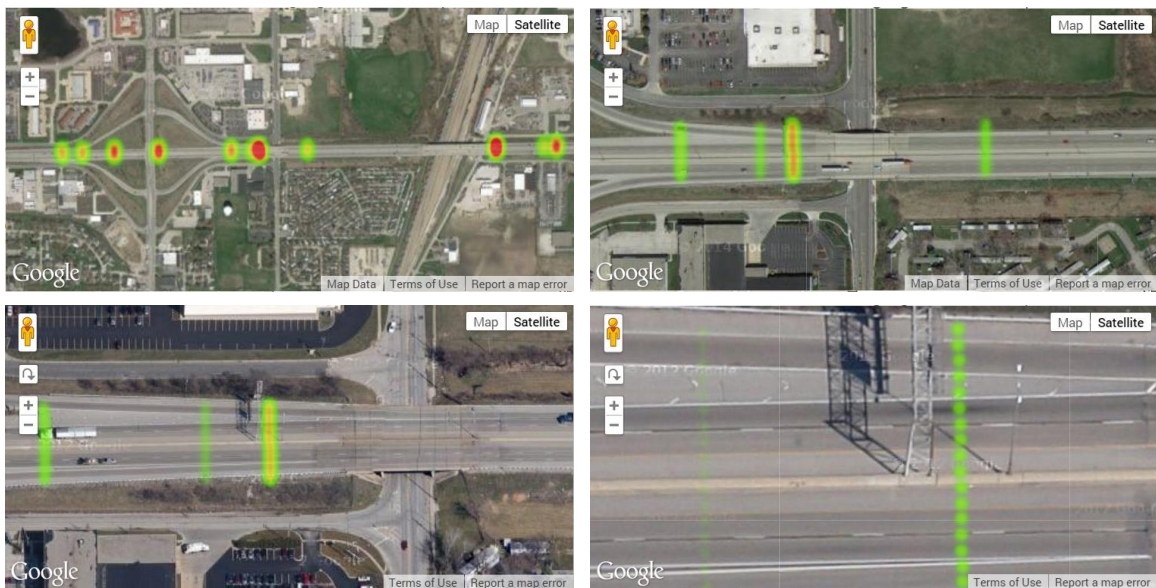 Map Satellite
Google
Map Data Terms of Use Report a map error
Map Satellite
Google
Map Data Terms of Use Report a map error
Map Satellite
Google
Terms of Use Report a map error
Map Satellite
© 2012 Google
Google
Terms of Use Report a map error